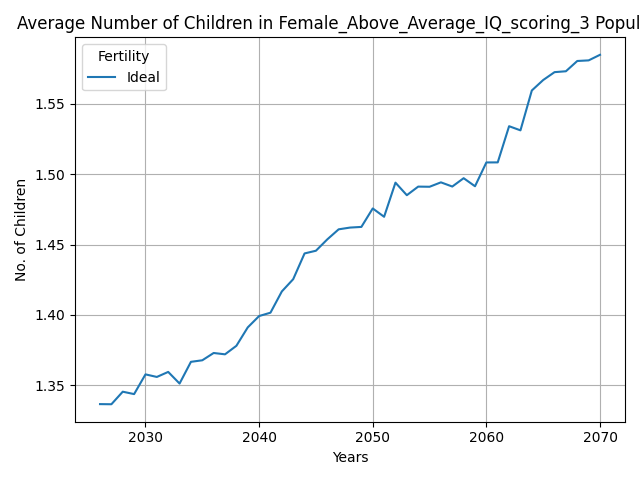 Average Number of Children in Female_Above_Average_IQ_scoring_3 Popul
Fertility
Ideal
No. of Children
1.55
1.50
1.45
1.40
1.35
2030 2040 2050 2060 2070
Years